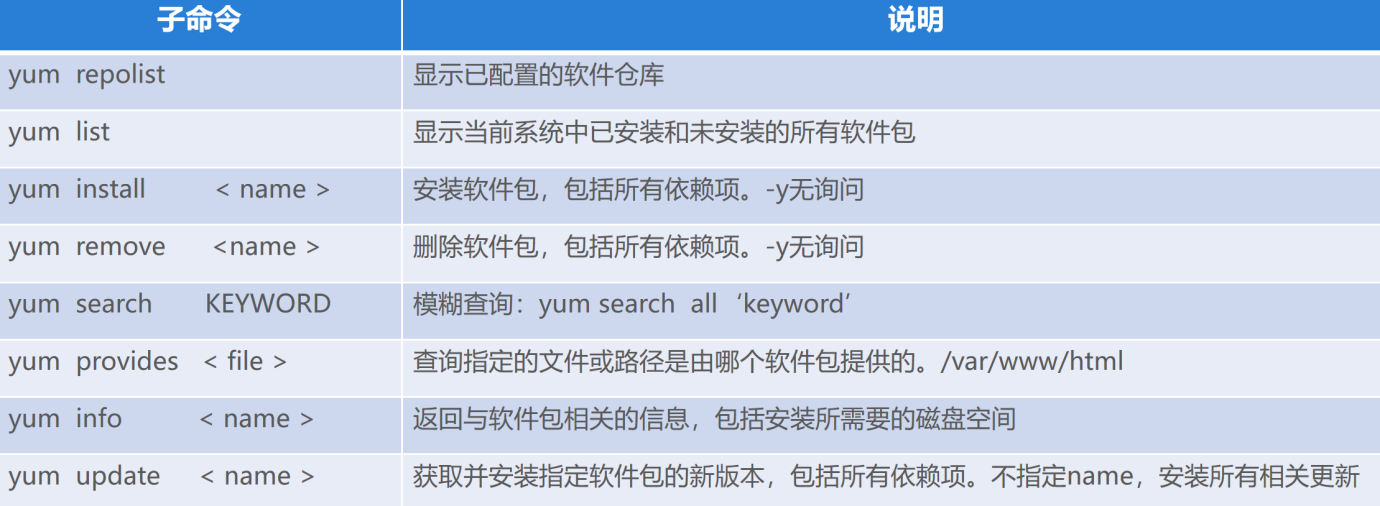 子命令 说明
yum repolist 显示已配置的软件仓库
yum list 显示当前系统中已安装和未安装的所有软件包
yum install < name > 安装软件包，包括所有依赖项。-y无询问
yum remove <name > 删除软件包，包括所有依赖项。-y无询问
yum search KEYWORD 模糊查询：yum search all ‘keyword’
yum provides < file > 查询指定的文件或路径是由哪个软件包提供的。/var/www/html
yum info < name > 返回与软件包相关的信息，包括安装所需要的磁盘空间
yum update < name > 获取并安装指定软件包的新版本，包括所有依赖项。不指定name，安装所有相关更新